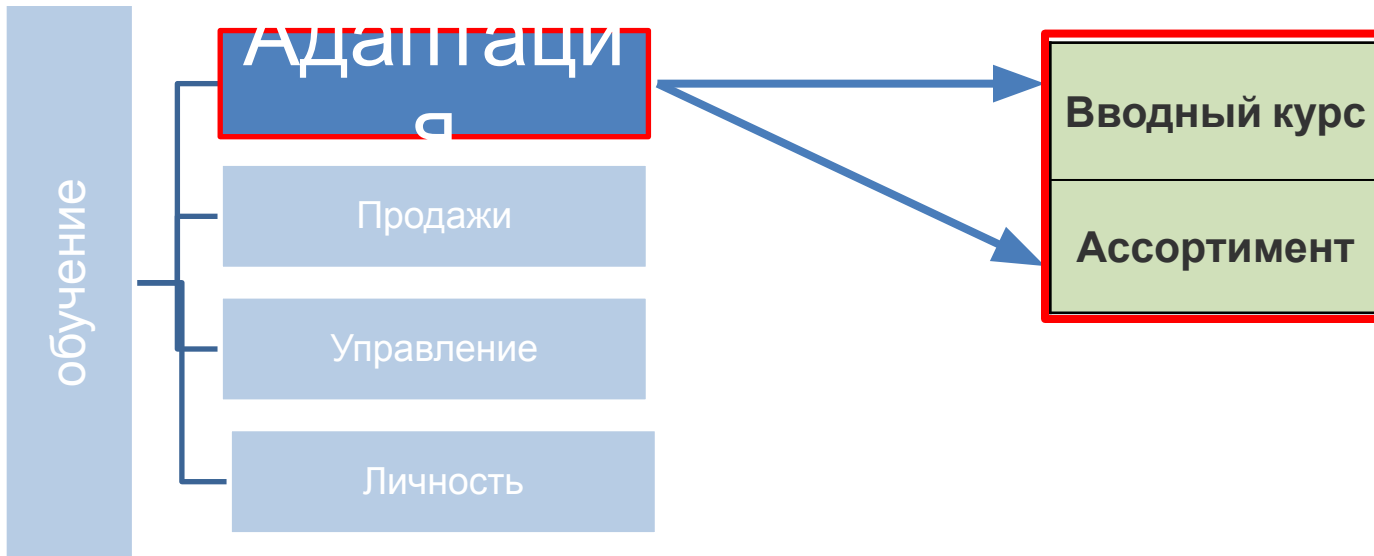 обучение
Адаптаци
я
Продажи
Управление
Личность
Вводный курс
Ассортимент